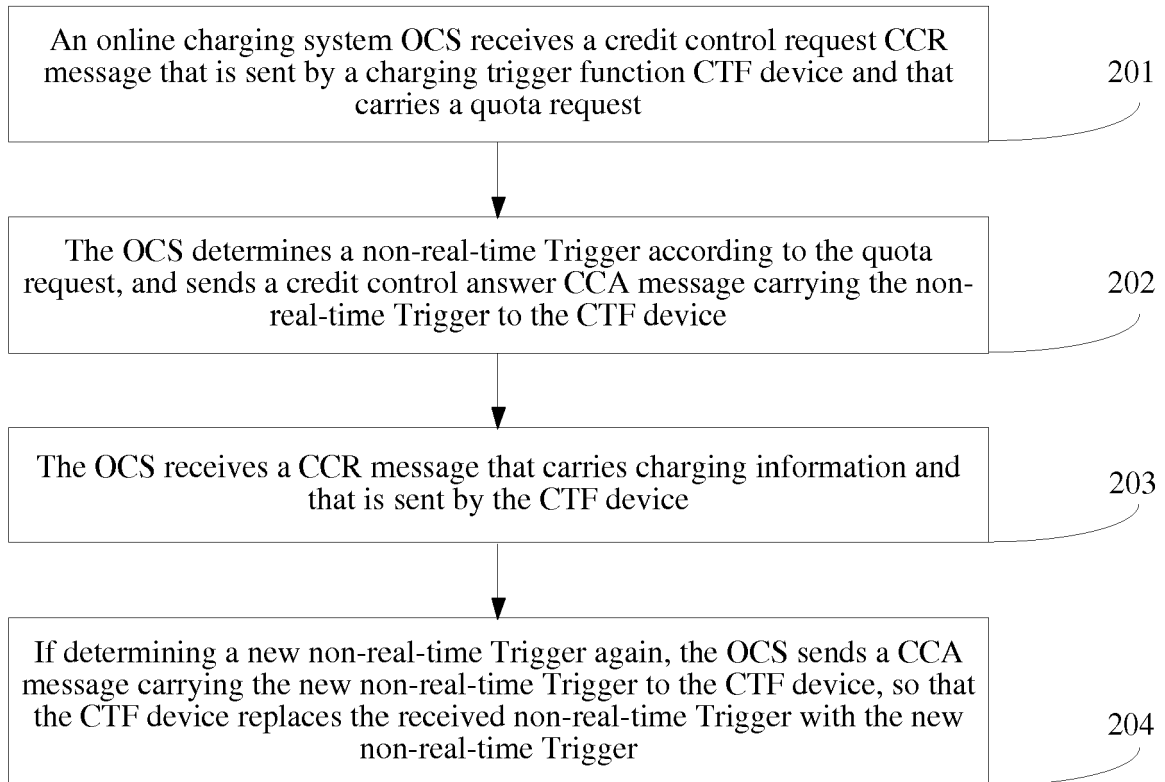 An online charging system OCS receives a credit control request CCR
message that is sent by a charging trigger function CTF device and that
carries a quota request
201
The OCS determines a non-real-time Trigger according to the quota
request, and sends a credit control answer CCA message carrying the non-
real-time Trigger to the CTF device
202
The OCS receives a CCR message that carries charging information and
that is sent by the CTF device
203
If determining a new non-real-time Trigger again, the OCS sends a CCA
message carrying the new non-real-time Trigger to the CTF device, so that
the CTF device replaces the received non-real-time Trigger with the new
non-real-time Trigger
204